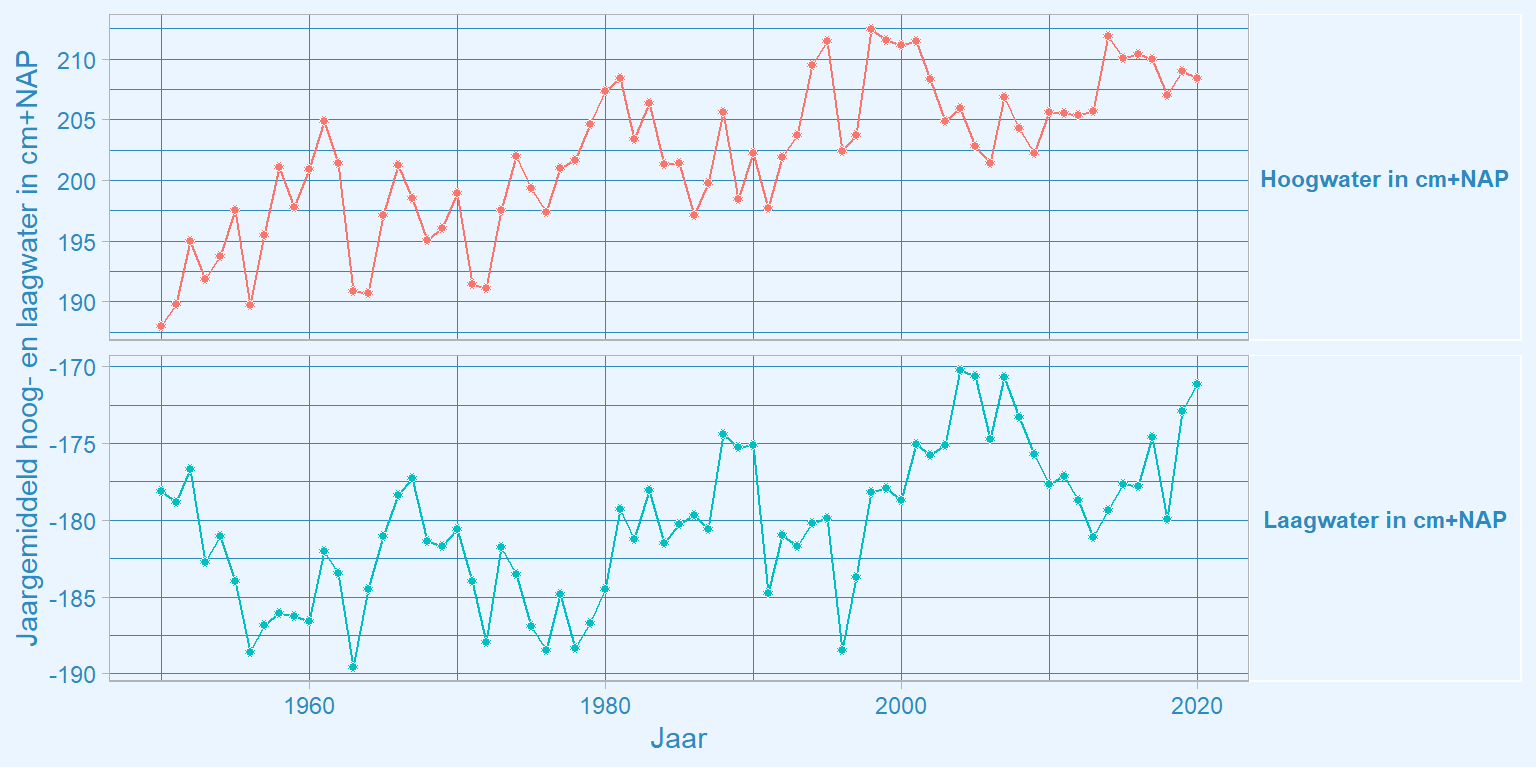 Jaargemiddeld hoog- en laagwater in cm+NAP
210
205
200
195
190
Hoogwater in cm+NAP
-170
-175
-180
-185
-190
Laagwater in cm+NAP
1960 1980 2000 2020
Jaar